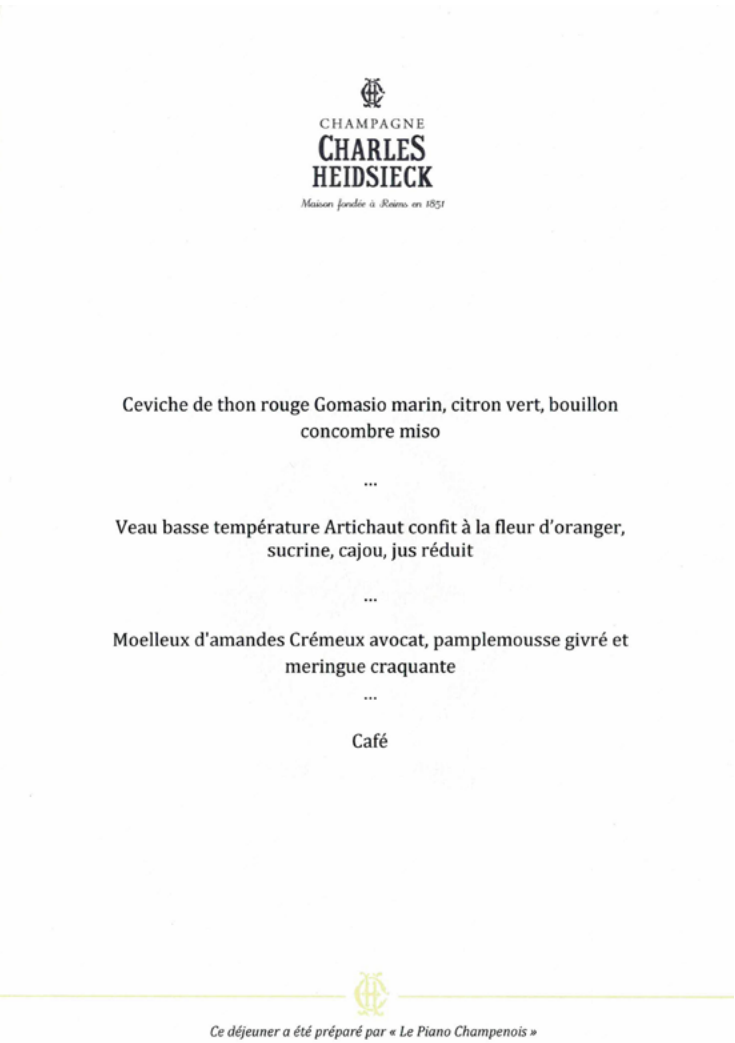 CHAMPAGNE
CHARLES
HEIDSIECK
Maison fondée à Reims en 1851
Ceviche de thon rouge Gomasio marin, citron vert, bouillon
concombre miso
...
Veau basse température Artichaut confit à la fleur d'oranger,
sucrine, cajou, jus réduit
...
Moelleux d'amandes Crémeux avocat, pamplemousse givré et
meringue craquante
...
Café
Ce déjeuner a été préparé par « Le Piano Champenois »